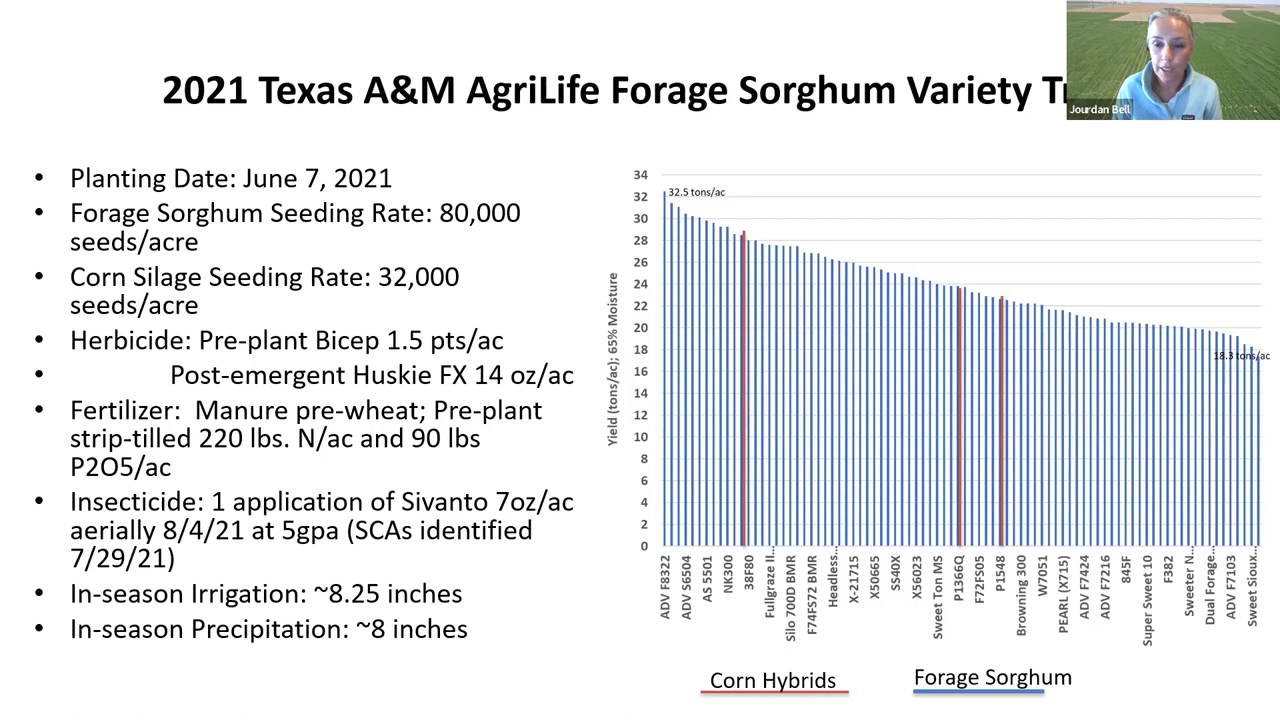 2021 Texas A&M AgriLife Forage Sorghum Variety
Jourdan Bell
• Planting Date: June 7, 2021
• Forage Sorghum Seeding Rate: 80,000
seeds/acre
• Corn Silage Seeding Rate: 32,000
seeds/acre
• Herbicide: Pre-plant Bicep 1.5 pts/ac
• Post-emergent Huskie FX 14 oz/ac
• Fertilizer: Manure pre-wheat; Pre-plant
strip-tilled 220 lbs. N/ac and 90 lbs
P2O5/ac
• Insecticide: 1 application of Sivanto 7oz/ac
aerially 8/4/21 at 5gpa (SCAs identified
7/29/21)
• In-season Irrigation: ~8.25 inches
• In-season Precipitation: ~8 inches
Yield (tons/ac); 65% Moisture
34
32
30
28
26
24
22
20
18
16
14
12
10
8
6
4
2
0
32.5 tons/ac
18.3 tons/ac
ADV F8322
ADV S6504
AS 5501
NK300
38F80
Fullgraze II...
Silo 700D BMR
F74FS72 BMR
Headless...
X-21715
X50665
SS40X
X56023
Sweet Ton MS
P1366Q
F72FS05
P1548
Browning 300
W7051
PEARL (X715)
ADV F7424
ADV F7216
845F
Super Sweet 10
F382
Sweeter N...
Dual Forage...
ADV F7103
Sweet Sioux...
Corn Hybrids
Forage Sorghum